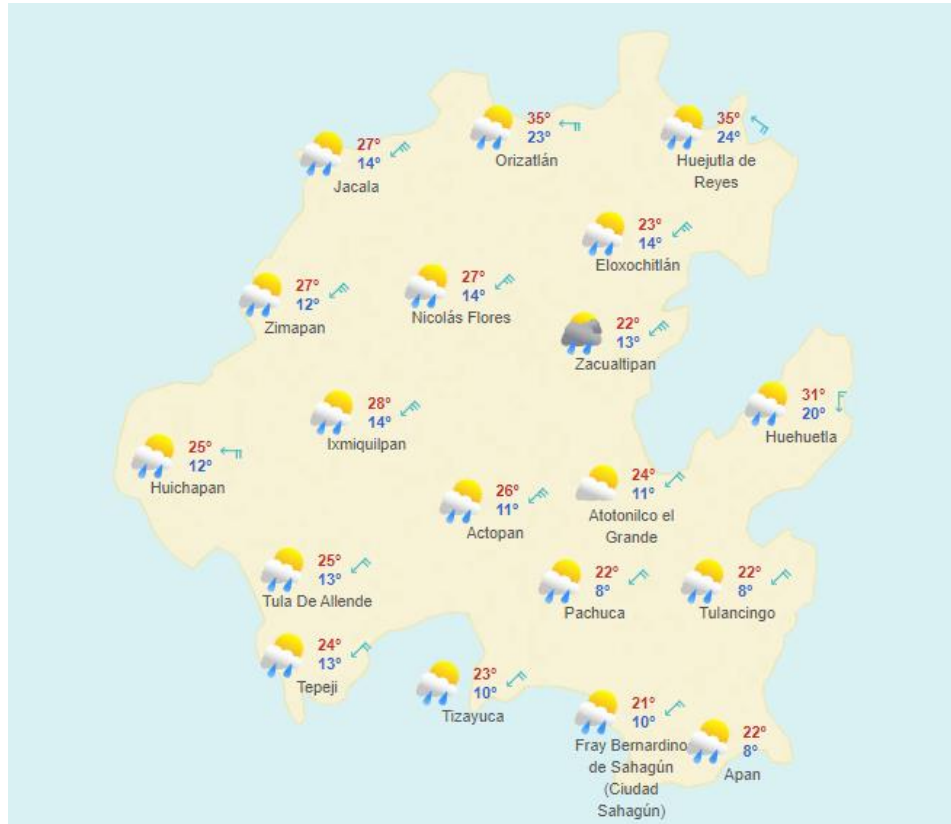 35°
23°
Orizatlán
35°
24°
Huejutla de
Reyes
27°
14°
Jacala
23°
14°
Eloxochitlán
27°
14°
Nicolás Flores
27°
12°
Zimapan
22°
13°
Zacualtipan
31°
20°
Huehuetla
28°
14°
Ixmiquilpan
25°
12°
Huichapan
24°
11°
Atotonilco el
Grande
26°
11°
Actopan
25°
13°
Tula De Allende
22°
8°
Pachuca
22°
8°
Tulancingo
24°
13°
Tepeji
23°
10°
Tizayuca
21°
10°
Fray Bernardino
de Sahagún
(Ciudad
Sahagún)
22°
8°
Apan